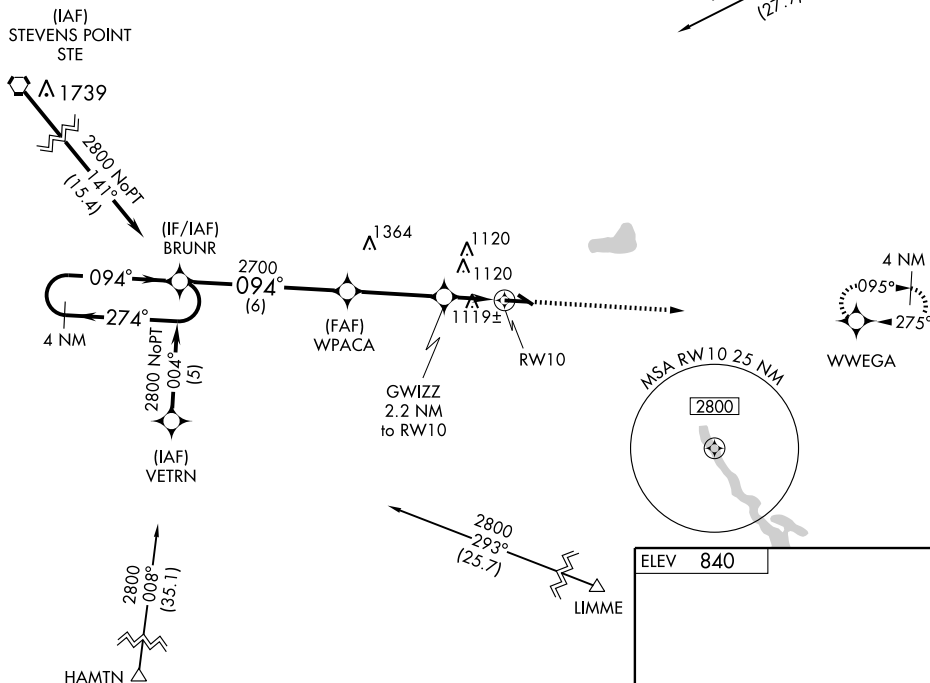 (IAF)
STEVENS POINT
STE
1739
2800 NoPT
141°
(15.4)
(IF/IAF)
BRUNR
094°
274°
4 NM
2700
094°
(6)
1364
1120
1120
1119±
(FAF)
WPACA
RW10
GWIZZ
2.2 NM
to RW10
2800 NoPT
004°
(5)
(IAF)
VETRN
4 NM
095°
275°
WWEGA
MSA RW10 25 NM
2800
2800
293°
(25.7)
LIMME
2800
008°
(35.1)
HAMTN
ELEV 840